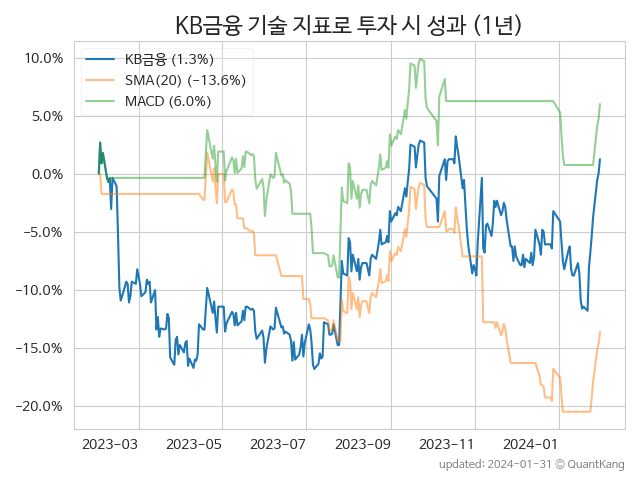 KB금융 기술 지표로 투자 시 성과 (1년)
KB금융 (1.3%)
SMA(20) (−13.6%)
MACD (6.0%)
10.0%
5.0%
0.0%
−5.0%
−10.0%
−15.0%
−20.0%
2023-03 2023-05 2023-07 2023-09 2023-11 2024-01
updated: 2024-01-31 © QuantKang